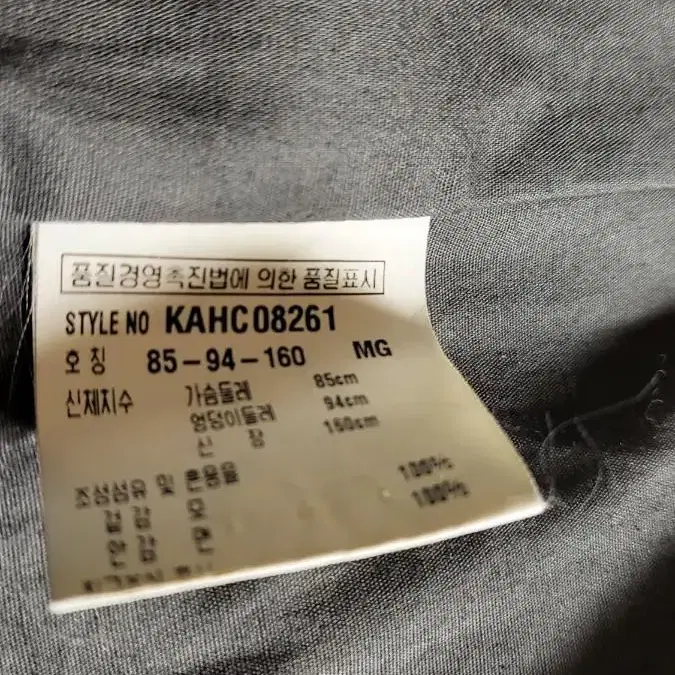 품진경영촉진법에 의한 품질표시
STYLE NO KAHC08261
호칭 85-94-160 MG
신체치수 가슴둘레 85cm
엉덩이둘레 94cm
신장 160cm
조성섬유 및 혼용율
겉감 모 100%
안감 면 100%